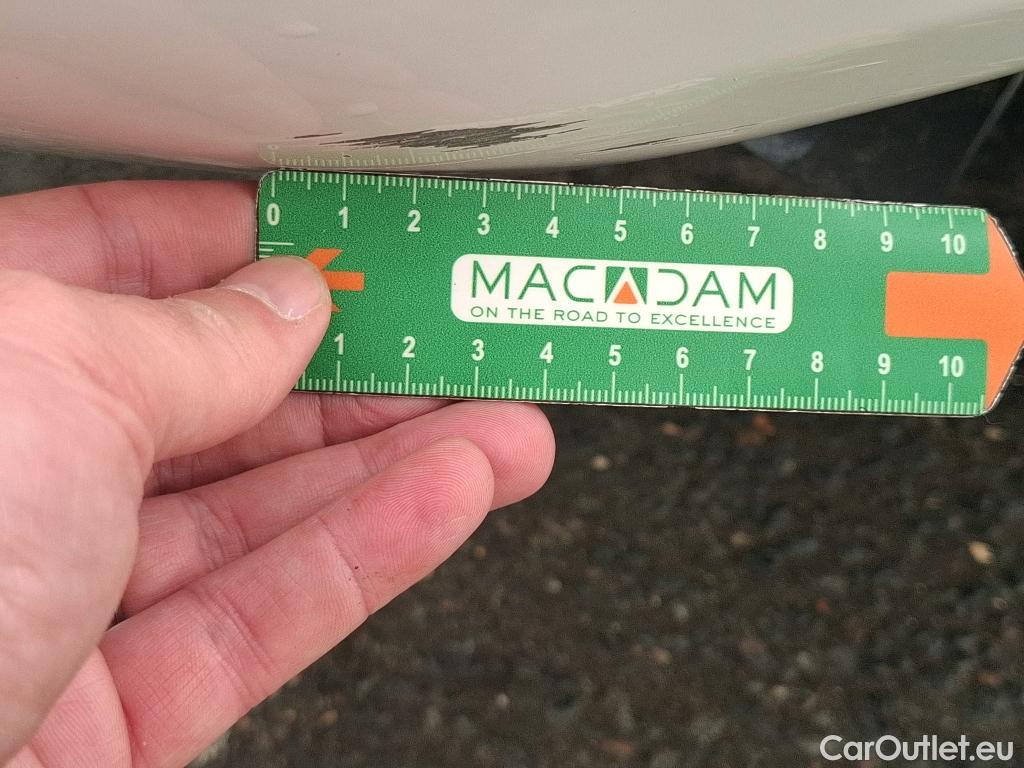 0 1 2 3 4 5 6 7 8 9 10
MACADAM
ON THE ROAD TO EXCELLENCE
1 2 3 4 5 6 7 8 9 10
CarOutlet.eu